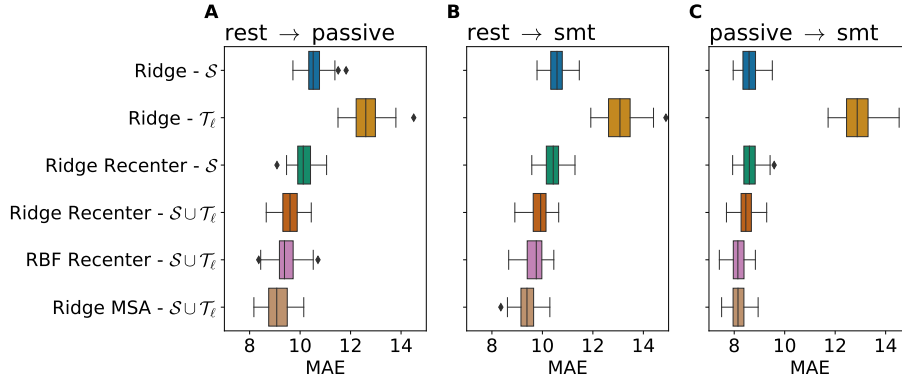 A
B
C
rest → passive
rest → smt
passive → smt
Ridge - 𝒮
Ridge - 𝒯ℓ
Ridge Recenter - 𝒮
Ridge Recenter - 𝒮 ∪ 𝒯ℓ
RBF Recenter - 𝒮 ∪ 𝒯ℓ
Ridge MSA - 𝒮 ∪ 𝒯ℓ
8 10 12 14
8 10 12 14
8 10 12 14
MAE
MAE
MAE